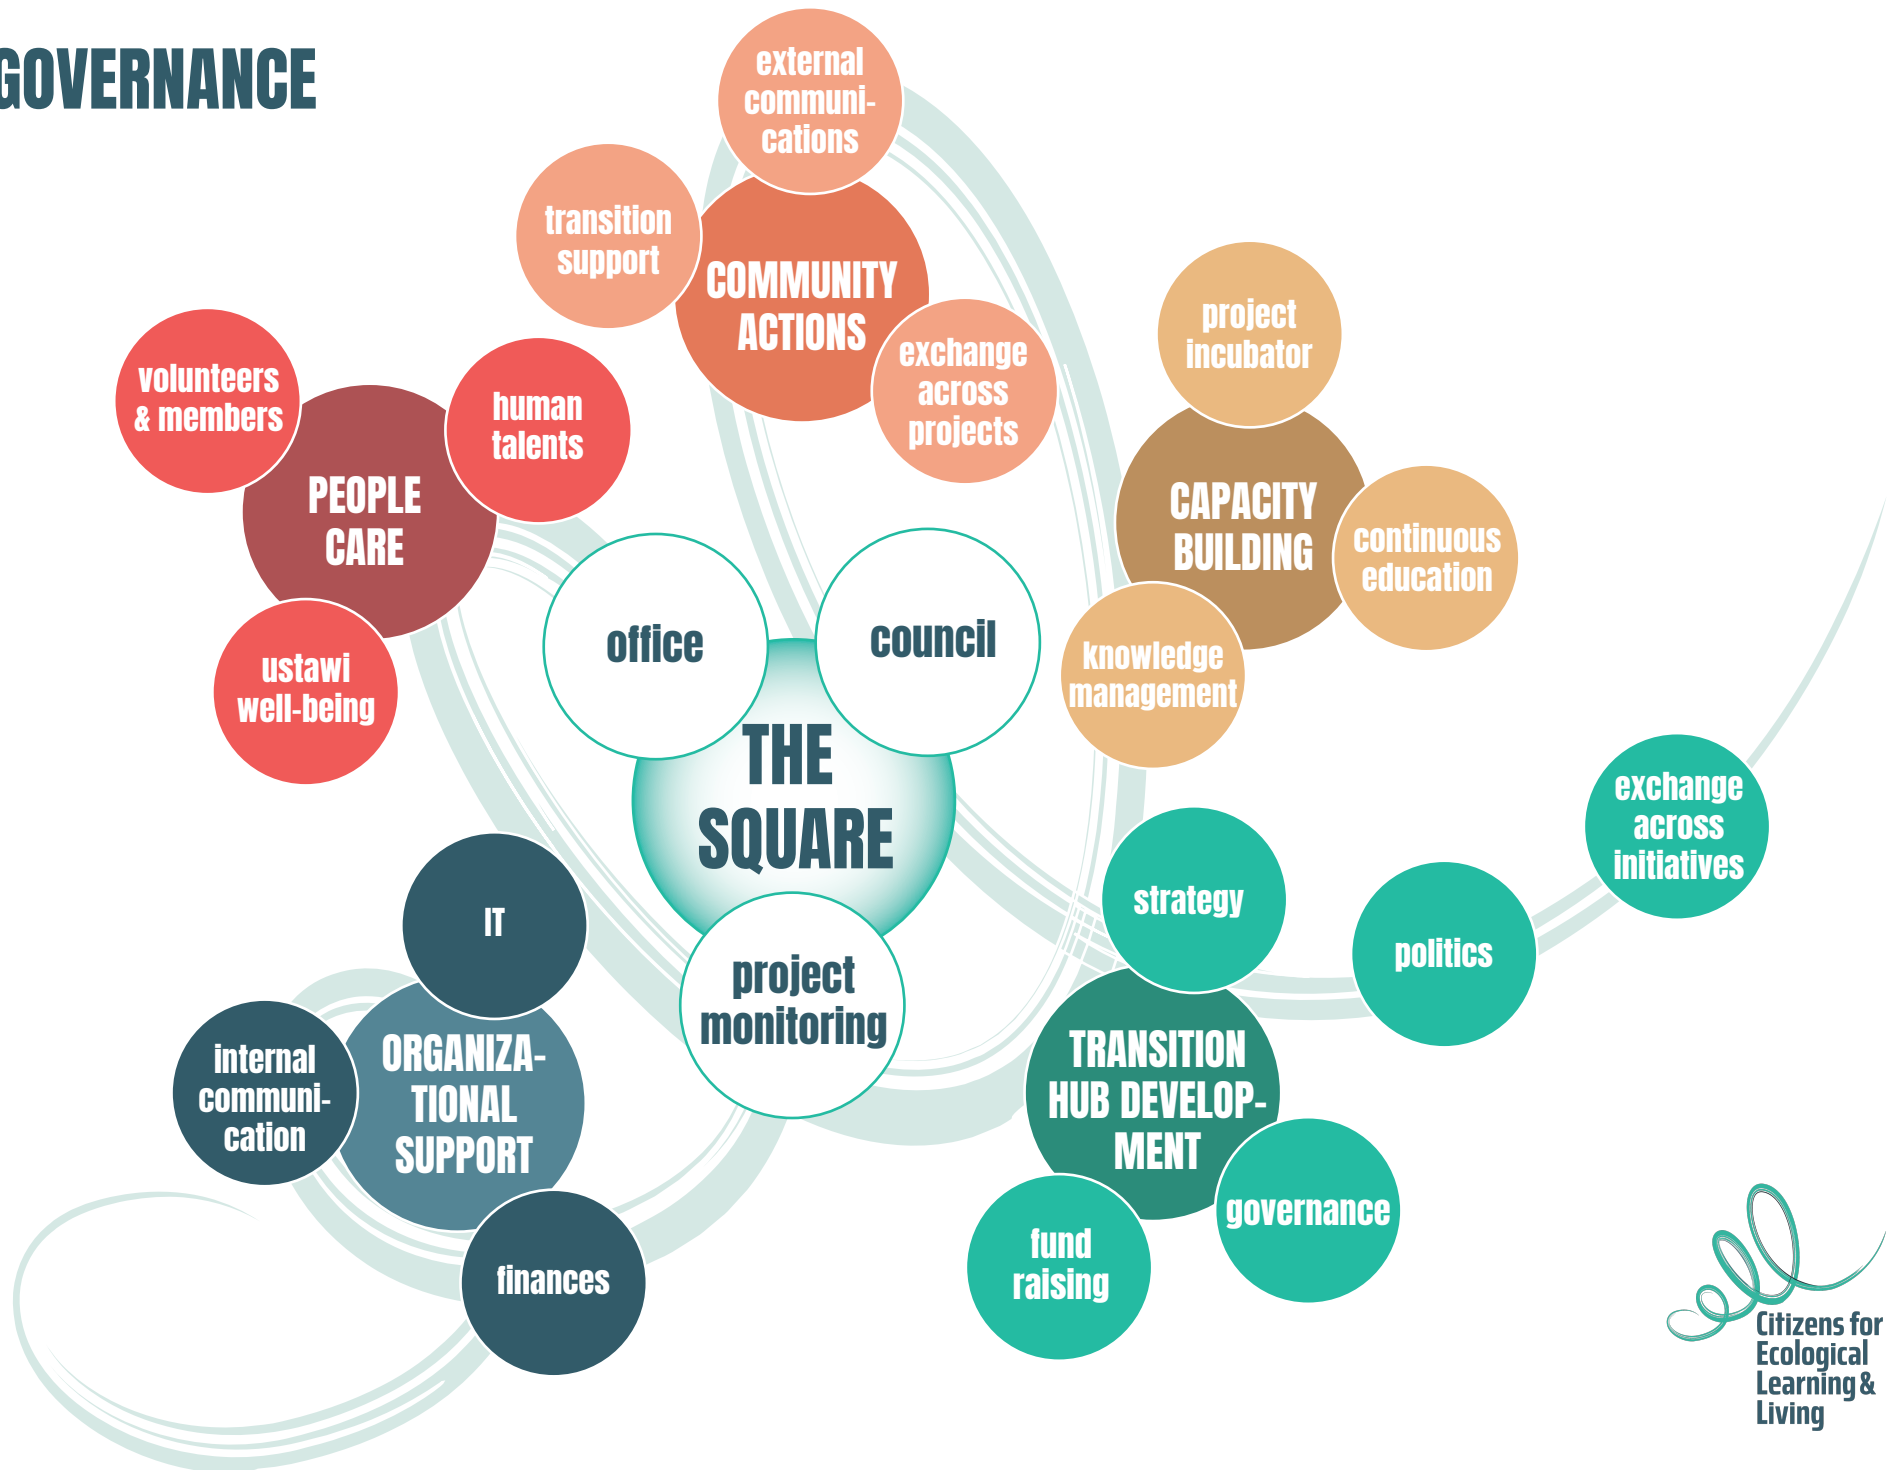 GOVERNANCE
external
communi-
cations
transition
support
COMMUNITY
ACTIONS
exchange
across
projects
project
incubator
volunteers
& members
human
talents
PEOPLE
CARE
ustawi
well-being
CAPACITY
BUILDING
continuous
education
knowledge
management
office
council
THE
SQUARE
project
monitoring
IT
internal
communi-
cation
ORGANIZA-
TIONAL
SUPPORT
finances
strategy
politics
exchange
across
initiatives
TRANSITION
HUB DEVELOP-
MENT
governance
fund
raising
Citizens for
Ecological
Learning &
Living